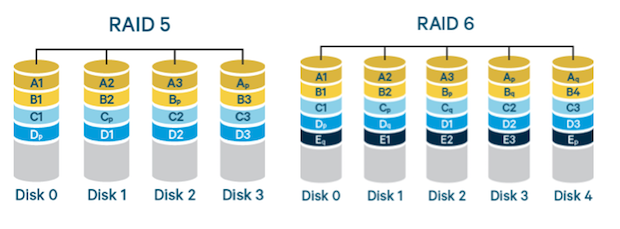 RAID 5
A1 A2 A3 Ap
B1 B2 Bp B3
C1 Cp C2 C3
Dp D1 D2 D3
Disk 0 Disk 1 Disk 2 Disk 3
RAID 6
A1 A2 A3 Ap Aq
B1 B2 Bp Bq B4
C1 Cp Cq C2 C3
Dp Dq D1 D2 D3
Eq E1 E2 E3 Ep
Disk 0 Disk 1 Disk 2 Disk 3 Disk 4